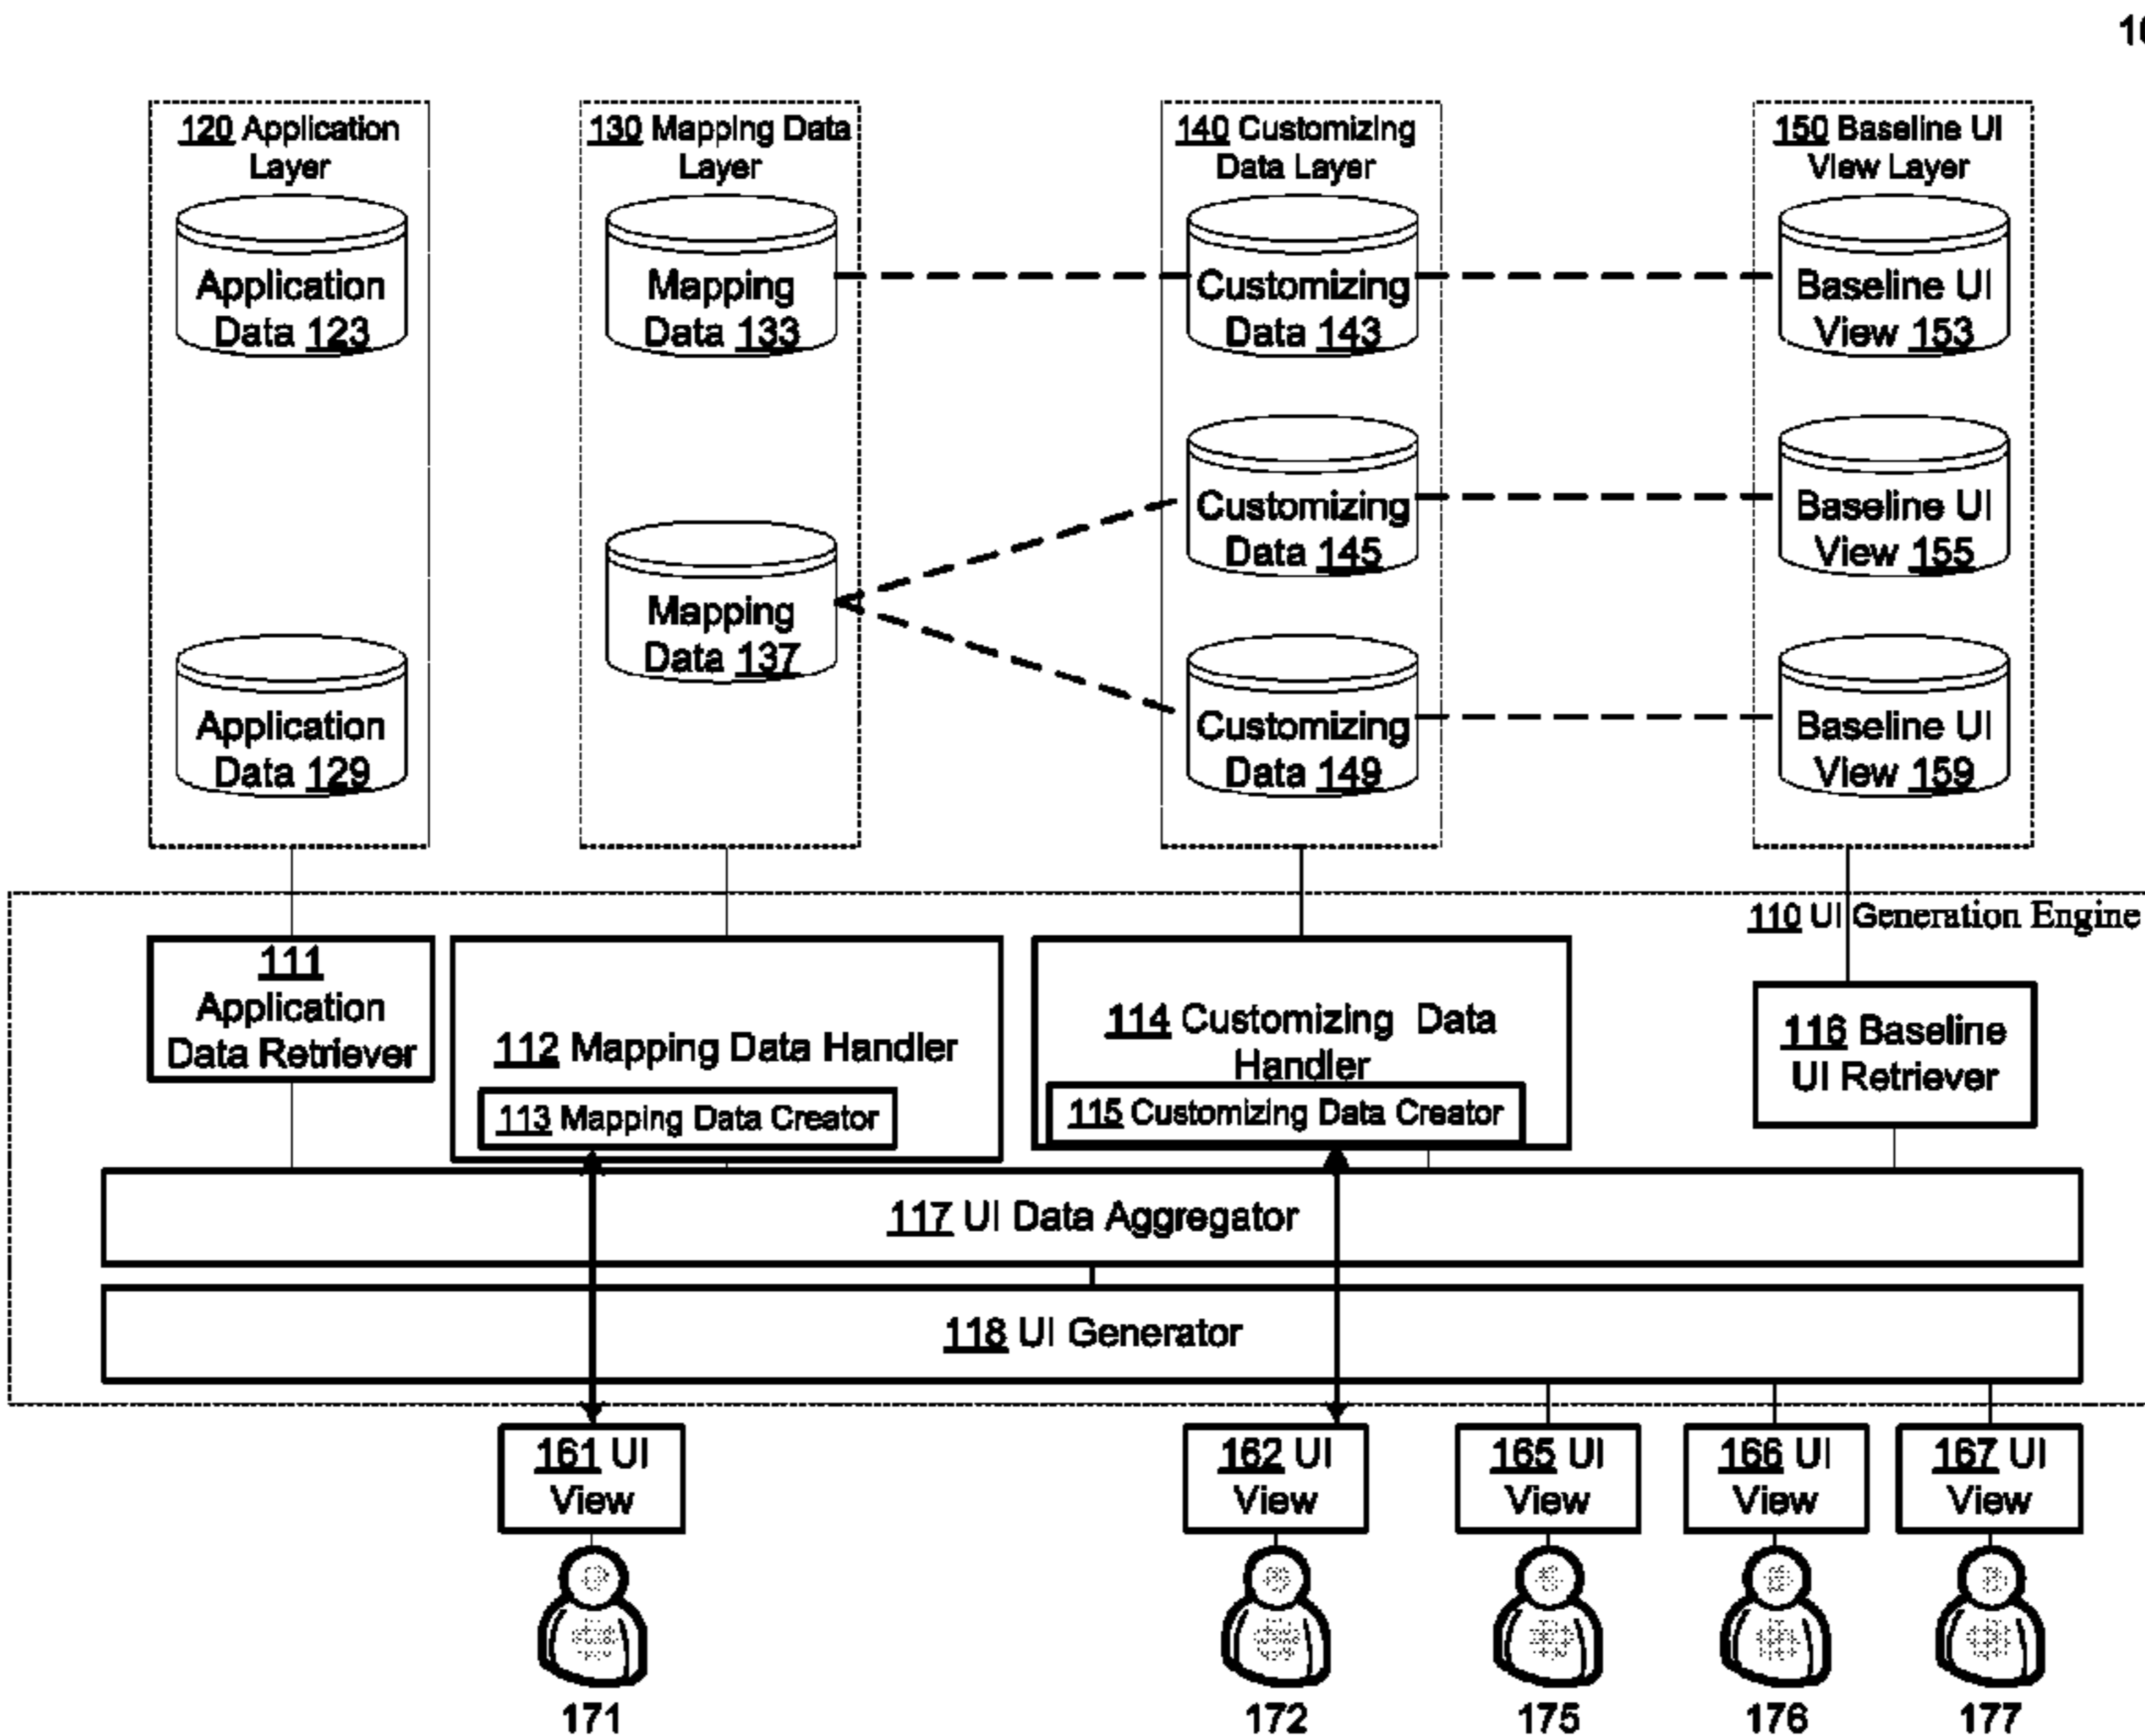 120 Application
Layer
130 Mapping Data
Layer
140 Customizing
Data Layer
150 Baseline UI
View Layer
Application
Data 123
Mapping
Data 133
Customizing
Data 143
Baseline UI
View 153
Customizing
Data 145
Baseline UI
View 155
Mapping
Data 137
Application
Data 129
Customizing
Data 149
Baseline UI
View 159
110 UI Generation Engine
111
Application
Data Retriever
112 Mapping Data Handler
113 Mapping Data Creator
114 Customizing Data
Handler
115 Customizing Data Creator
116 Baseline
UI Retriever
117 UI Data Aggregator
118 UI Generator
161 UI
View
162 UI
View
165 UI
View
166 UI
View
167 UI
View
171
172
175
176
177